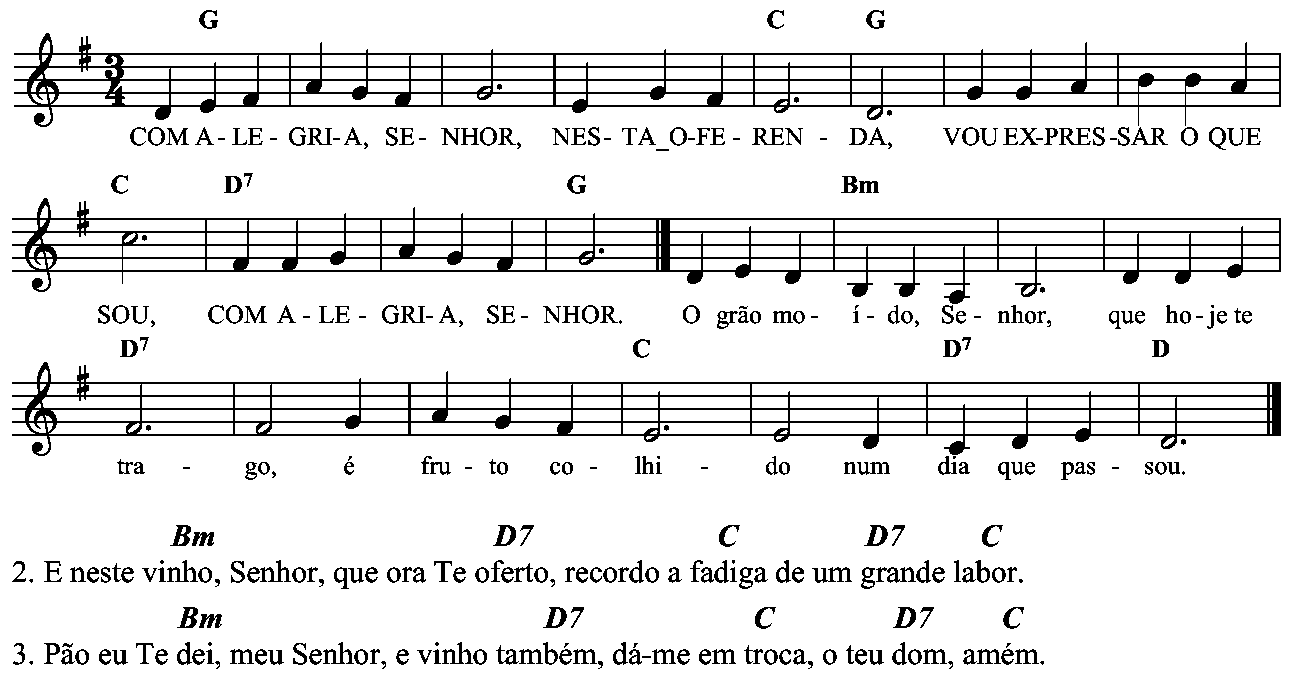 G C G
3
4
COM A-LE- GRI-A, SE- NHOR, NES- TA_O-FE- REN - DA, VOU EX-PRES-SAR O QUE
C D7 G Bm
SOU, COM A-LE- GRI-A, SE- NHOR. O grão mo- í-do, Se-nhor, que ho-je te
D7 C D7 D
tra - go, é fru-to co- lhi - do num dia que pas- sou.
Bm D7 C D7 C
2. E neste vinho, Senhor, que ora Te oferto, recordo a fadiga de um grande labor.
Bm D7 C D7 C
3. Pão eu Te dei, meu Senhor, e vinho também, dá-me em troca, o teu dom, amém.